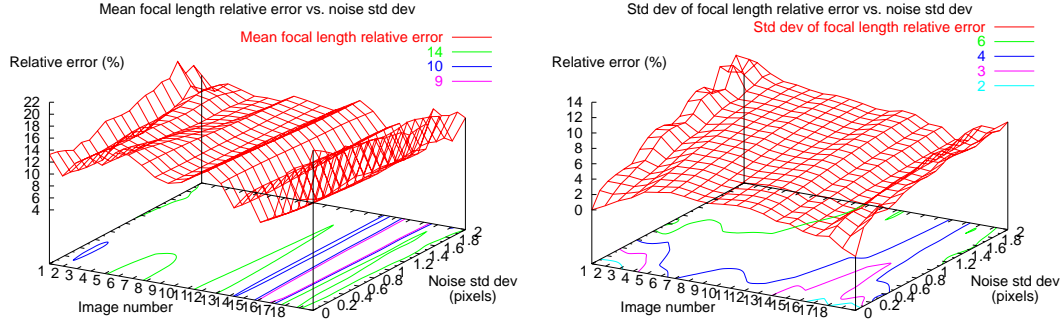 Mean focal length relative error vs. noise std dev
Mean focal length relative error
14
10
9
Relative error (%)
22
20
18
16
14
12
10
8
6
4
1 2 3 4 5 6 7 8 9 10 11 12 13 14 15 16 17 18
Image number
0 0.2 0.4 0.6 0.8 1 1.2 1.4 1.6 1.8 2
Noise std dev
(pixels)
Std dev of focal length relative error vs. noise std dev
Std dev of focal length relative error
6
4
3
2
Relative error (%)
14
12
10
8
6
4
2
0
1 2 3 4 5 6 7 8 9 10 11 12 13 14 15 16 17 18
Image number
0 0.2 0.4 0.6 0.8 1 1.2 1.4 1.6 1.8 2
Noise std dev
(pixels)